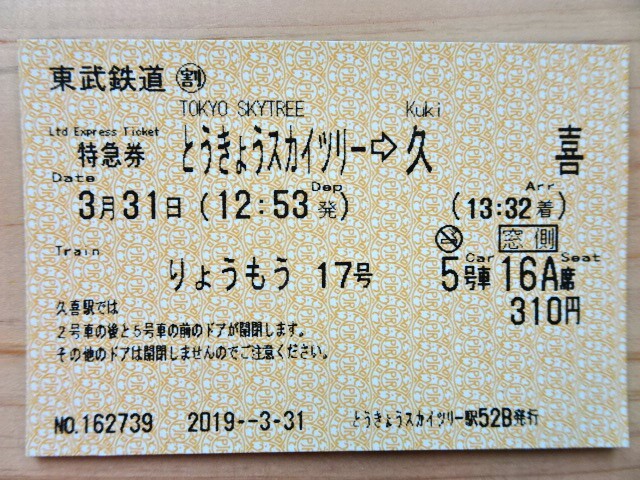 東武鉄道 ㊙割
TOKYO SKYTREE Kuki
Ltd Express Ticket
特急券 とうきょうスカイツリー⇨久喜
Date Dep Arr
3月31日(12:53発) (13:32着)
窓側
Train Car Seat
りょうもう 17号 5号車 16A席
310円
久喜駅では
2号車の後と5号車の前のドアが開閉します。
その他のドアは開閉しませんのでご注意ください。
NO.162739 2019--3-31 とうきょうスカイツリー駅52B発行